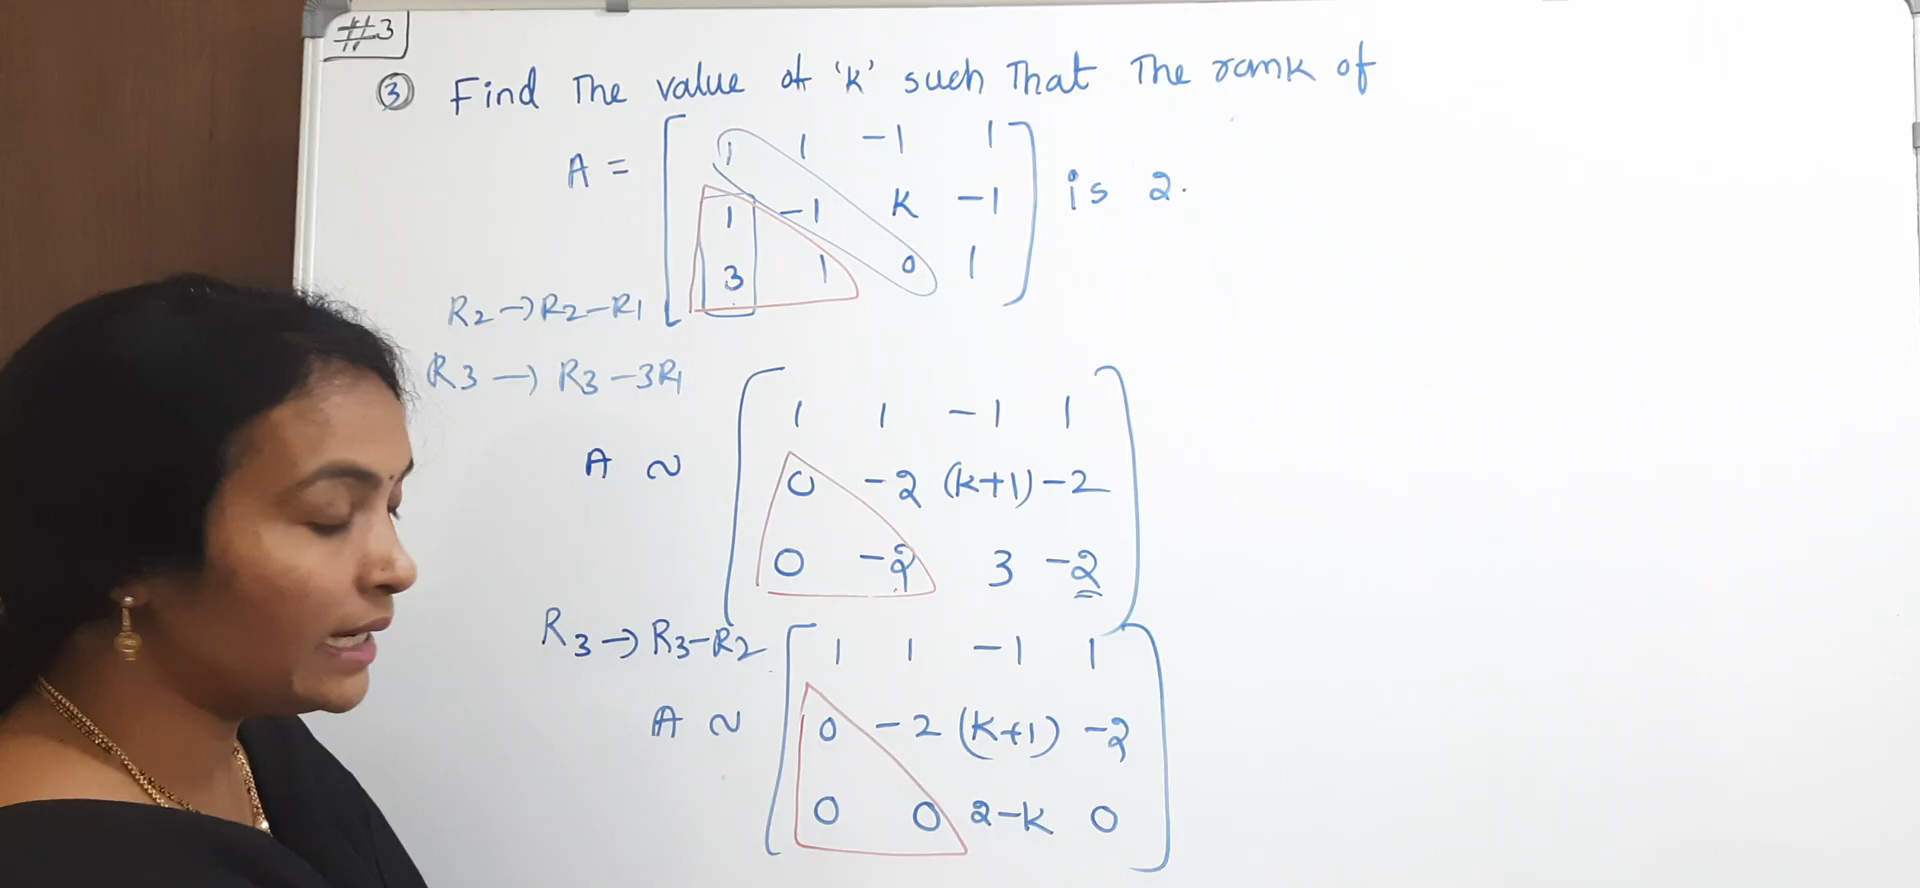 #3
③ Find The value of 'k' such That The rank of
1 1 -1 1
A = 1 -1 k -1 is 2.
3 1 0 1
R2→R2-R1
R3→R3-3R1
1 1 -1 1
A ~ 0 -2 (k+1) -2
0 -2 3 -2
R3→R3-R2
1 1 -1 1
A ~ 0 -2 (k+1) -2
0 0 2-k 0